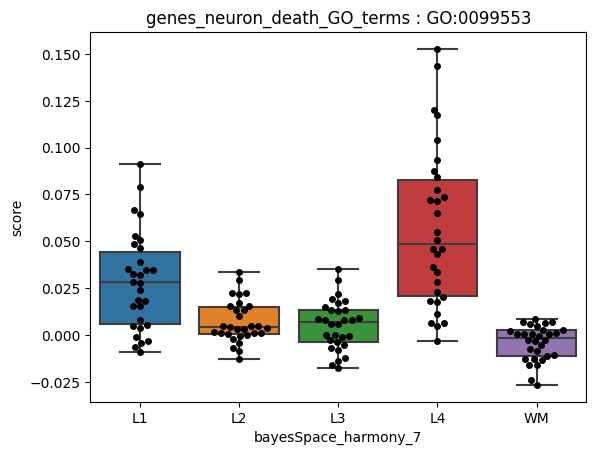 genes_neuron_death_GO_terms : GO:0099553
0.150
0.125
0.100
0.075
0.050
0.025
0.000
−0.025
score
L1 L2 L3 L4 WM
bayesSpace_harmony_7